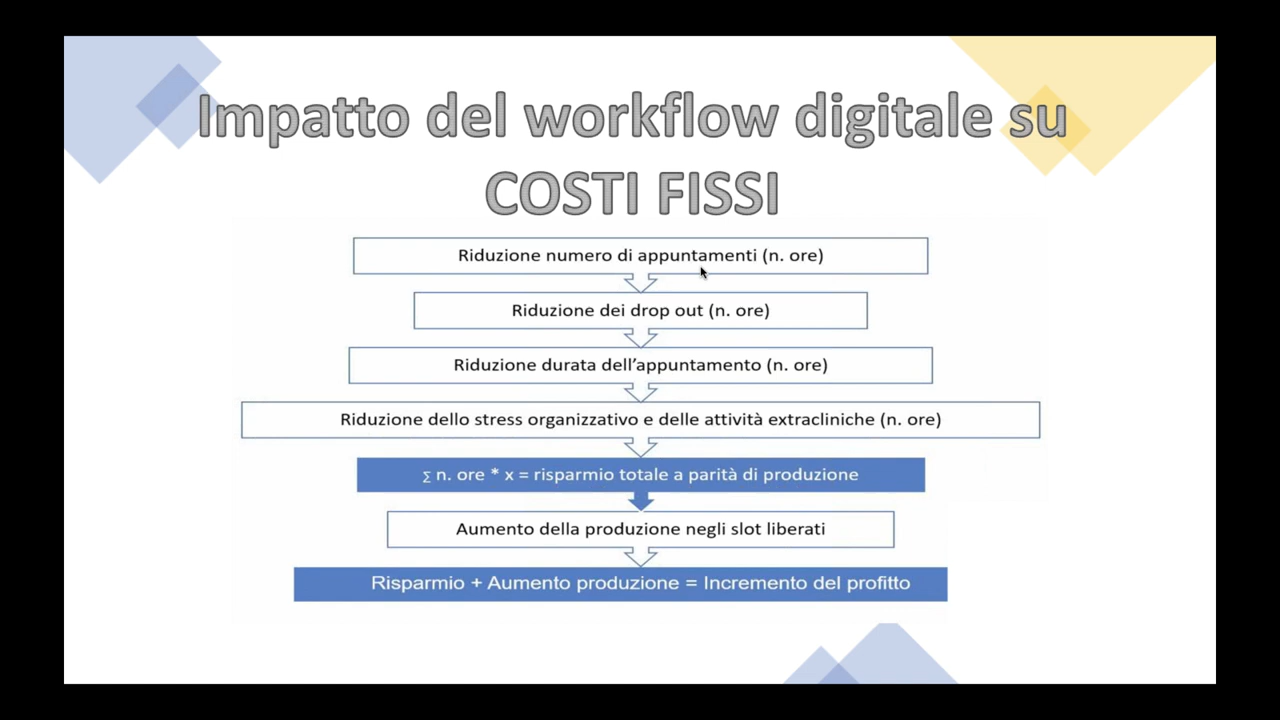 Impatto del workflow digitale su
COSTI FISSI
Riduzione numero di appuntamenti (n. ore)
Riduzione dei drop out (n. ore)
Riduzione durata dell’appuntamento (n. ore)
Riduzione dello stress organizzativo e delle attività extracliniche (n. ore)
∑ n. ore * x = risparmio totale a parità di produzione
Aumento della produzione negli slot liberati
Risparmio + Aumento produzione = Incremento del profitto